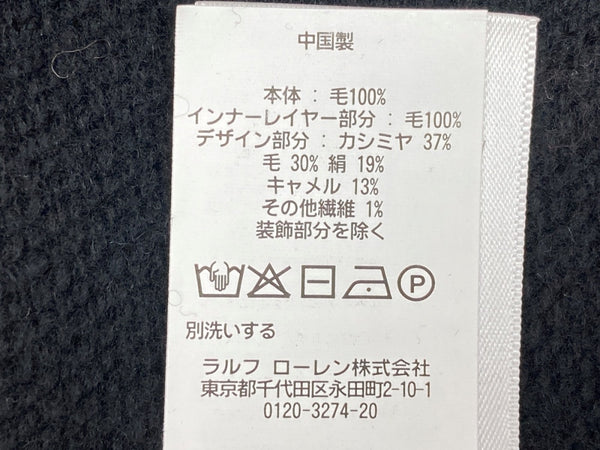 中国製
本体 : 毛100%
インナーレイヤー部分 : 毛100%
デザイン部分 : カシミヤ 37%
毛 30% 絹 19%
キャメル 13%
その他繊維 1%
装飾部分を除く
P
別洗いする
ラルフ ローレン株式会社
東京都千代田区永田町2-10-1
0120-3274-20